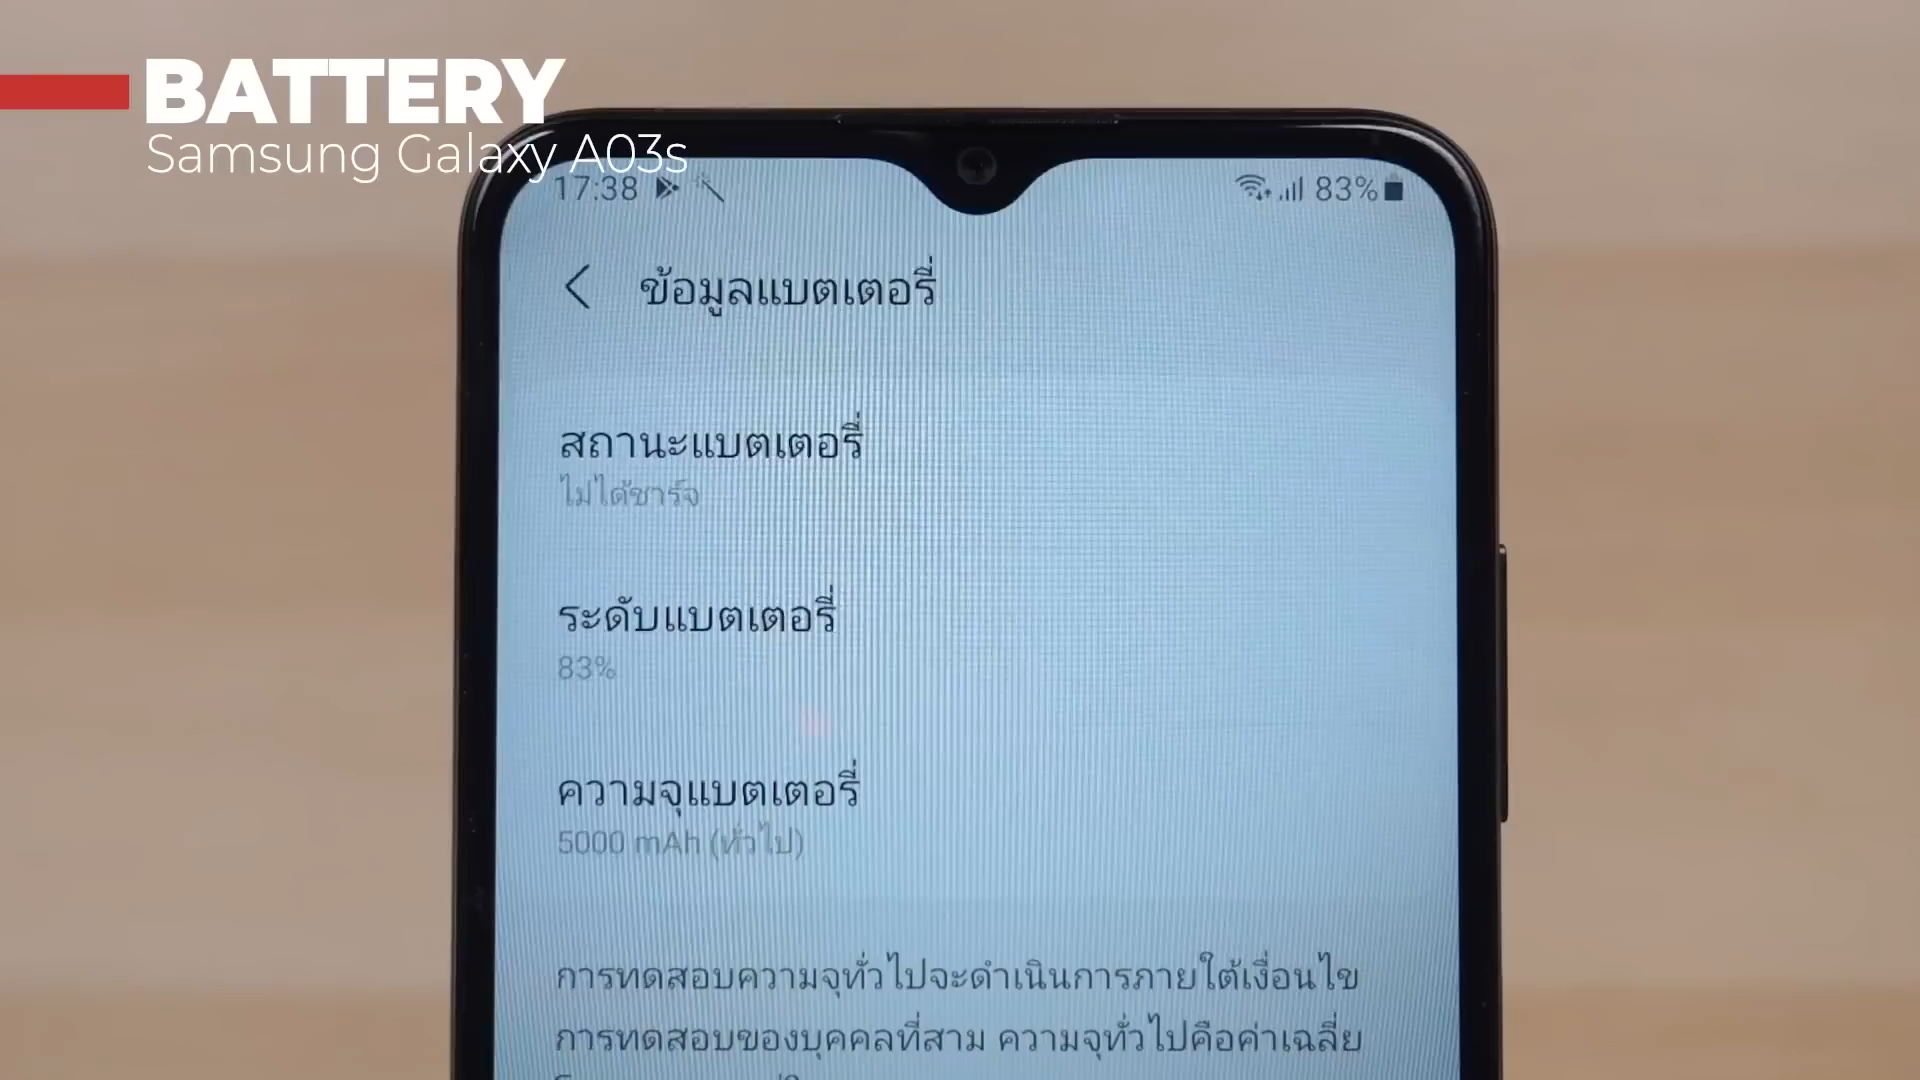 BATTERY
Samsung Galaxy A03s
17:38 83%
ข้อมูลแบตเตอรี่
สถานะแบตเตอรี่
ไม่ได้ชาร์จ
ระดับแบตเตอรี่
83%
ความจุแบตเตอรี่
5000 mAh (ทั่วไป)
การทดสอบความจุทั่วไปจะดำเนินการภายใต้เงื่อนไข
การทดสอบของบุคคลที่สาม ความจุทั่วไปคือค่าเฉลี่ย